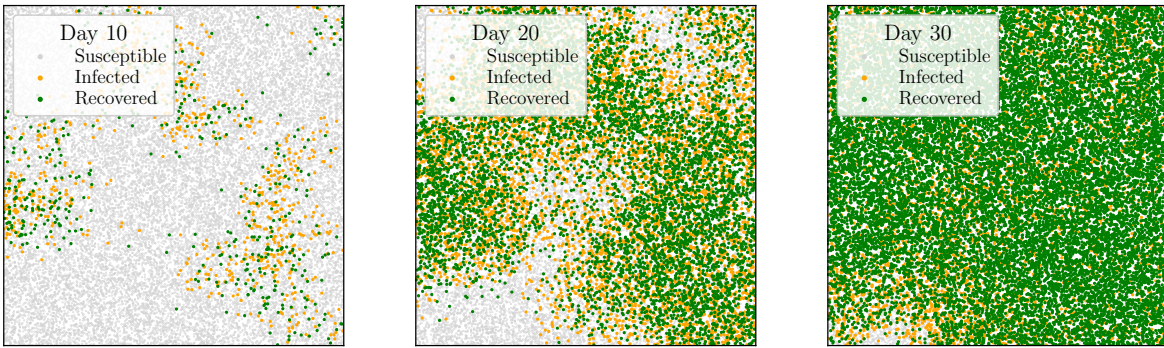 Day 10
Susceptible
Infected
Recovered
Day 20
Susceptible
Infected
Recovered
Day 30
Susceptible
Infected
Recovered